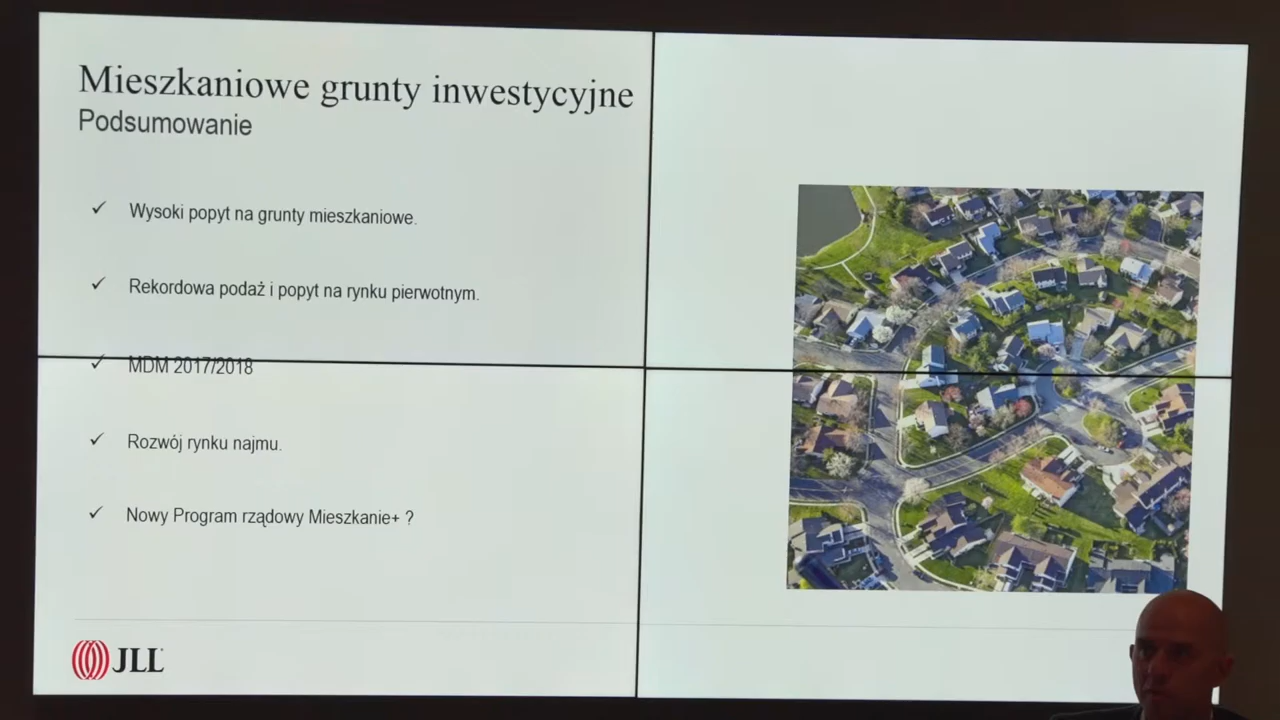 Mieszkaniowe grunty inwestycyjne
Podsumowanie
✓ Wysoki popyt na grunty mieszkaniowe.
✓ Rekordowa podaż i popyt na rynku pierwotnym.
✓ MDM 2017/2018
✓ Rozwój rynku najmu.
✓ Nowy Program rządowy Mieszkanie+ ?
JLL